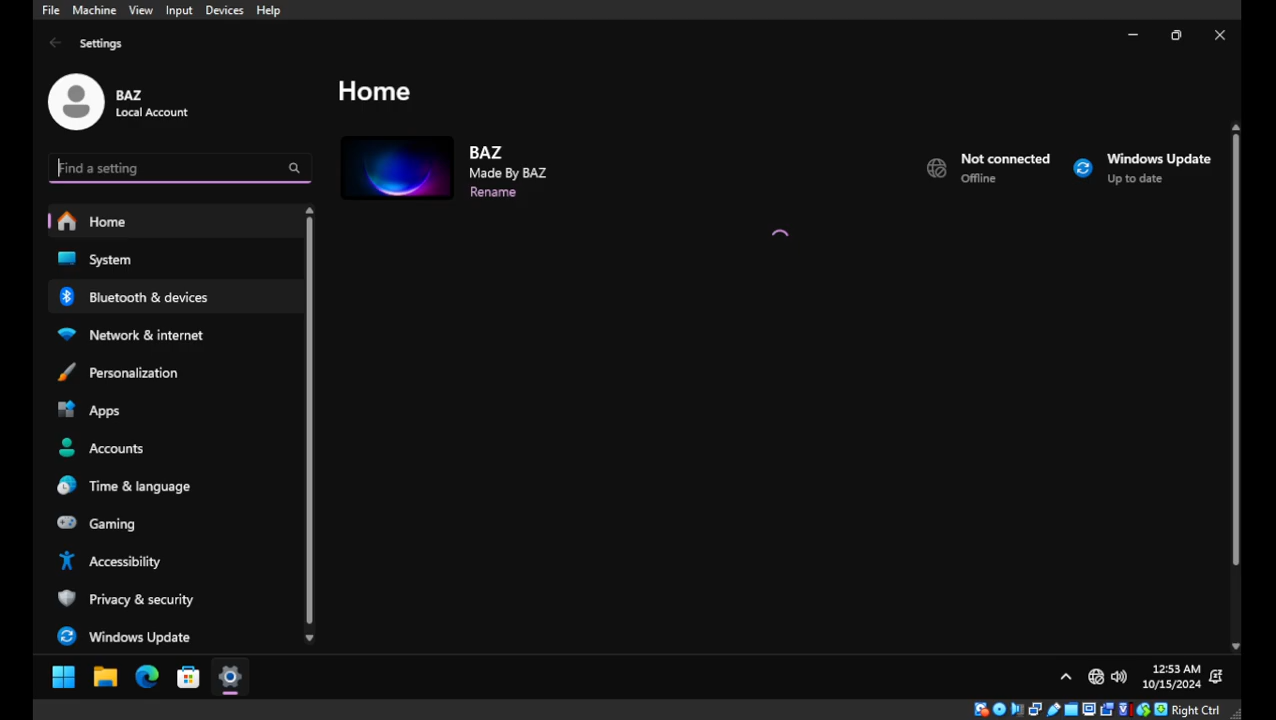 File Machine View Input Devices Help
Settings
BAZ
Local Account
Find a setting
Home
System
Bluetooth & devices
Network & internet
Personalization
Apps
Accounts
Time & language
Gaming
Accessibility
Privacy & security
Windows Update
Home
BAZ
Made By BAZ
Rename
Not connected
Offline
Windows Update
Up to date
12:53 AM
10/15/2024
Right Ctrl